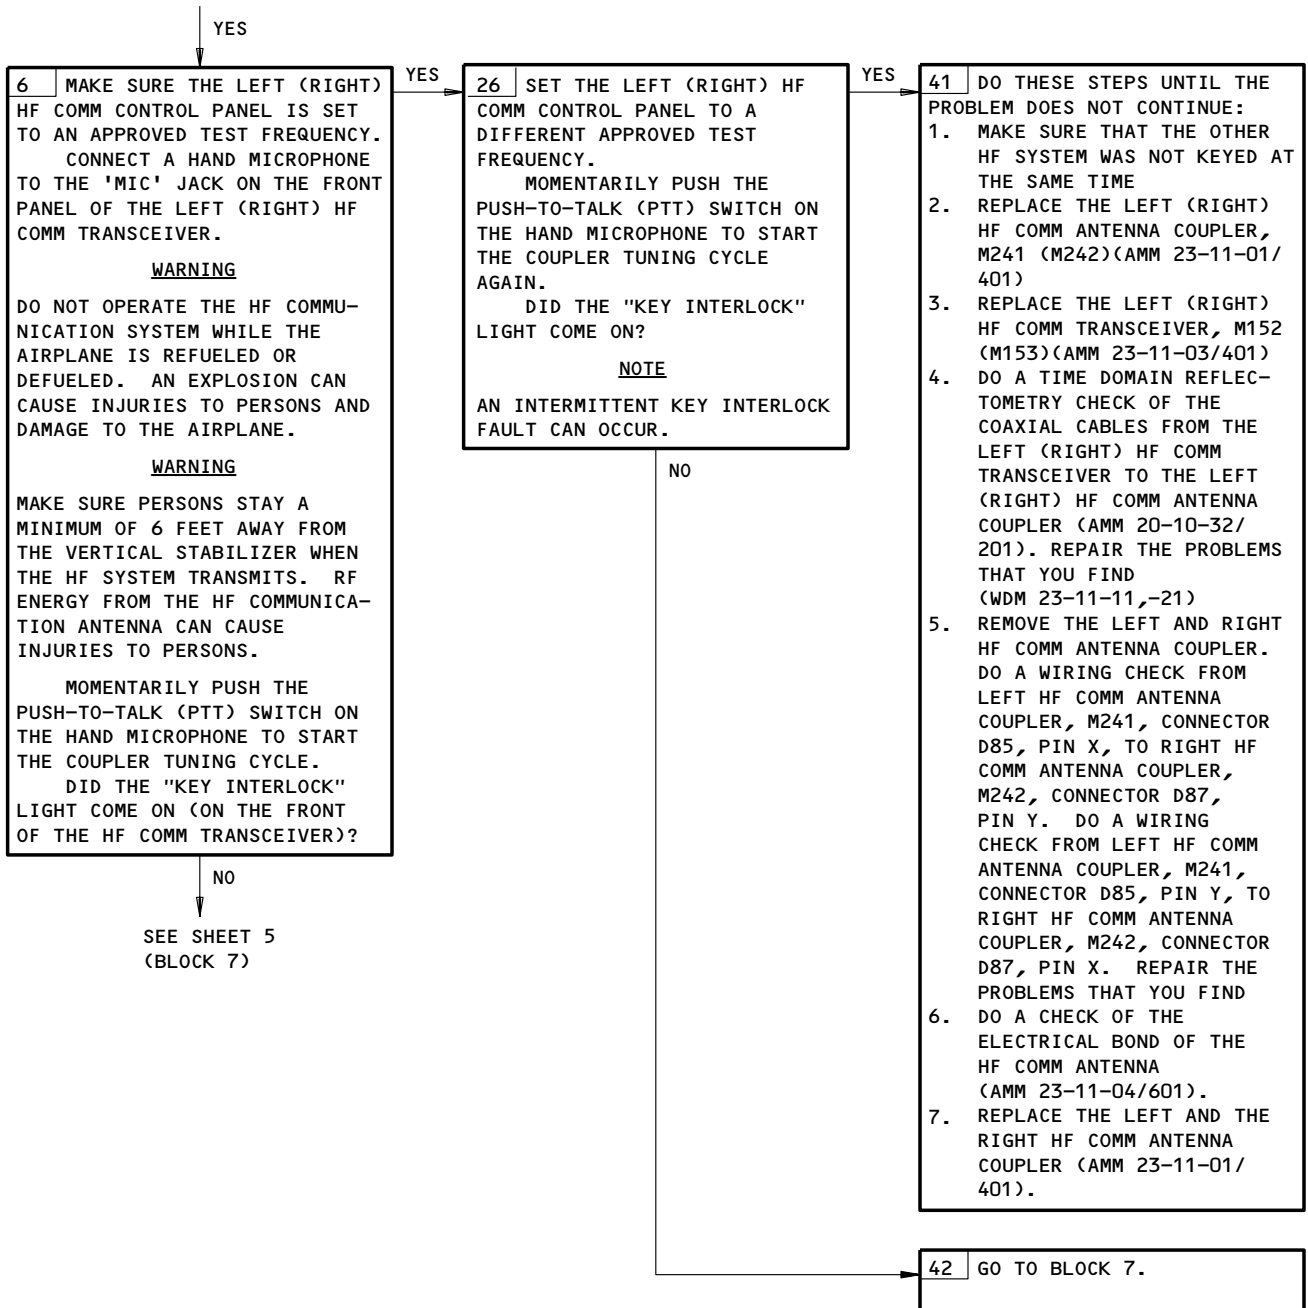 YES
6 MAKE SURE THE LEFT (RIGHT)
HF COMM CONTROL PANEL IS SET
TO AN APPROVED TEST FREQUENCY.
CONNECT A HAND MICROPHONE
TO THE 'MIC' JACK ON THE FRONT
PANEL OF THE LEFT (RIGHT) HF
COMM TRANSCEIVER.
WARNING
DO NOT OPERATE THE HF COMMU-
NICATION SYSTEM WHILE THE
AIRPLANE IS REFUELED OR
DEFUELED. AN EXPLOSION CAN
CAUSE INJURIES TO PERSONS AND
DAMAGE TO THE AIRPLANE.
WARNING
MAKE SURE PERSONS STAY A
MINIMUM OF 6 FEET AWAY FROM
THE VERTICAL STABILIZER WHEN
THE HF SYSTEM TRANSMITS. RF
ENERGY FROM THE HF COMMUNICA-
TION ANTENNA CAN CAUSE
INJURIES TO PERSONS.
MOMENTARILY PUSH THE
PUSH-TO-TALK (PTT) SWITCH ON
THE HAND MICROPHONE TO START
THE COUPLER TUNING CYCLE.
DID THE "KEY INTERLOCK"
LIGHT COME ON (ON THE FRONT
OF THE HF COMM TRANSCEIVER)?
NO
SEE SHEET 5
(BLOCK 7)
YES
26 SET THE LEFT (RIGHT) HF
COMM CONTROL PANEL TO A
DIFFERENT APPROVED TEST
FREQUENCY.
MOMENTARILY PUSH THE
PUSH-TO-TALK (PTT) SWITCH ON
THE HAND MICROPHONE TO START
THE COUPLER TUNING CYCLE
AGAIN.
DID THE "KEY INTERLOCK"
LIGHT COME ON?
NOTE
AN INTERMITTENT KEY INTERLOCK
FAULT CAN OCCUR.
NO
YES
41 DO THESE STEPS UNTIL THE
PROBLEM DOES NOT CONTINUE:
1. MAKE SURE THAT THE OTHER
HF SYSTEM WAS NOT KEYED AT
THE SAME TIME
2. REPLACE THE LEFT (RIGHT)
HF COMM ANTENNA COUPLER,
M241 (M242)(AMM 23-11-01/
401)
3. REPLACE THE LEFT (RIGHT)
HF COMM TRANSCEIVER, M152
(M153)(AMM 23-11-03/401)
4. DO A TIME DOMAIN REFLEC-
TOMETRY CHECK OF THE
COAXIAL CABLES FROM THE
LEFT (RIGHT) HF COMM
TRANSCEIVER TO THE LEFT
(RIGHT) HF COMM ANTENNA
COUPLER (AMM 20-10-32/
201). REPAIR THE PROBLEMS
THAT YOU FIND
(WDM 23-11-11,-21)
5. REMOVE THE LEFT AND RIGHT
HF COMM ANTENNA COUPLER.
DO A WIRING CHECK FROM
LEFT HF COMM ANTENNA
COUPLER, M241, CONNECTOR
D85, PIN X, TO RIGHT HF
COMM ANTENNA COUPLER,
M242, CONNECTOR D87,
PIN Y. DO A WIRING
CHECK FROM LEFT HF COMM
ANTENNA COUPLER, M241,
CONNECTOR D85, PIN Y, TO
RIGHT HF COMM ANTENNA
COUPLER, M242, CONNECTOR
D87, PIN X. REPAIR THE
PROBLEMS THAT YOU FIND
6. DO A CHECK OF THE
ELECTRICAL BOND OF THE
HF COMM ANTENNA
(AMM 23-11-04/601).
7. REPLACE THE LEFT AND THE
RIGHT HF COMM ANTENNA
COUPLER (AMM 23-11-01/
401).
42 GO TO BLOCK 7.